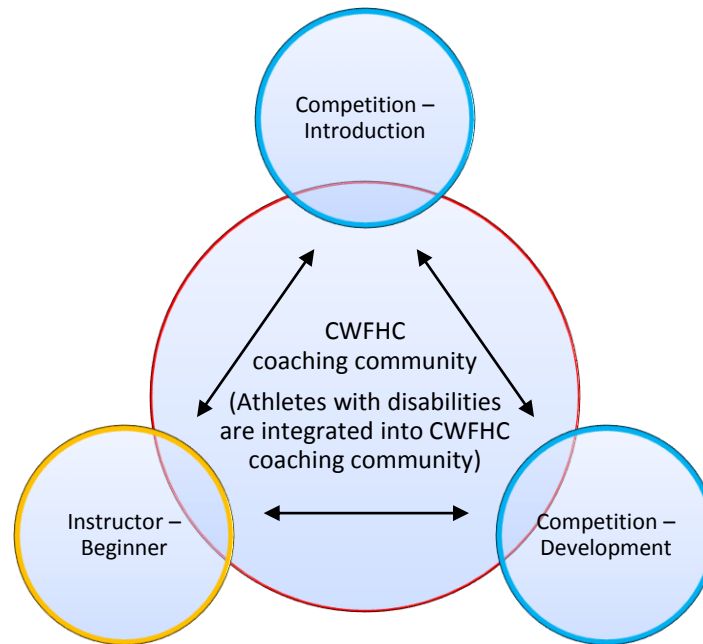 Competition –
Introduction
CWFHC
coaching community
(Athletes with disabilities
are integrated into CWFHC
coaching community)
Instructor –
Beginner
Competition –
Development